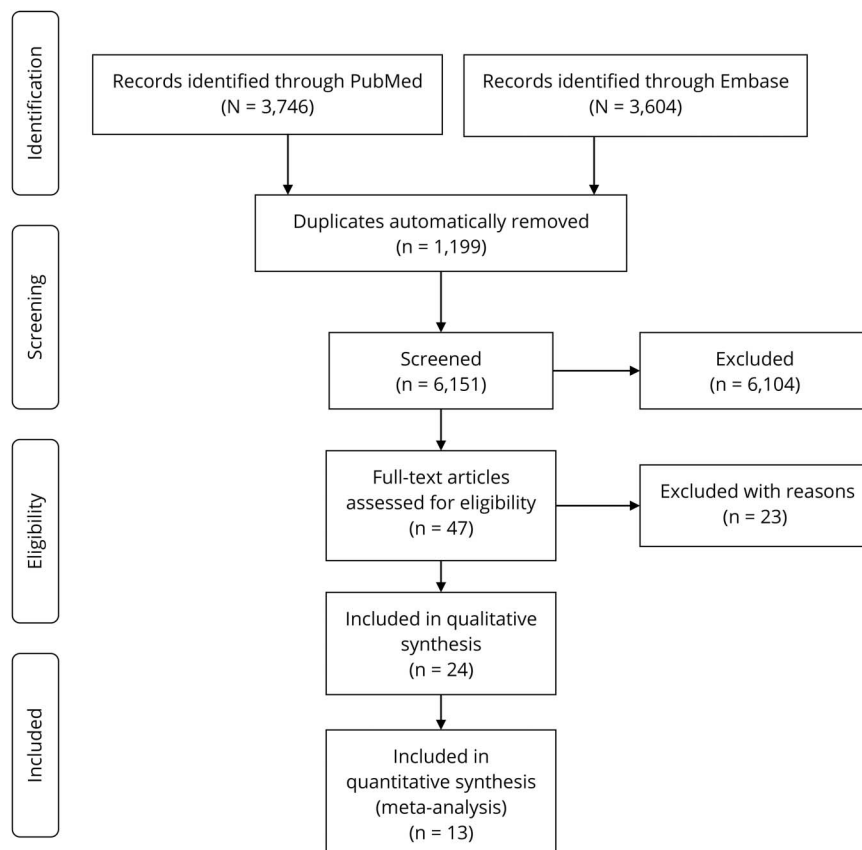 Identification
Records identified through PubMed
(N = 3,746)
Records identified through Embase
(N = 3,604)
Duplicates automatically removed
(n = 1,199)
Screening
Screened
(n = 6,151)
Excluded
(n = 6,104)
Eligibility
Full-text articles
assessed for eligibility
(n = 47)
Excluded with reasons
(n = 23)
Included in qualitative
synthesis
(n = 24)
Included
Included in
quantitative synthesis
(meta-analysis)
(n = 13)